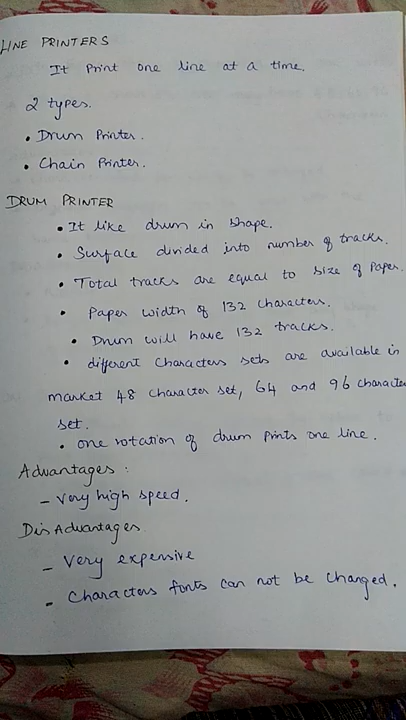 LINE PRINTERS
It Print one line at a time.
2 types.
• Drum Printer.
• Chain Printer.
DRUM PRINTER
• It like drum in shape.
• Surface divided into number of tracks.
• Total tracks are equal to size of Paper.
• Paper width of 132 characters.
• Drum will have 132 tracks.
• different Characters sets are available in
market 48 character set, 64 and 96 character
set.
• one rotation of drum prints one line.
Advantages :
- Very high speed.
DisAdvantages
- Very expensive
- Characters fonts can not be changed.